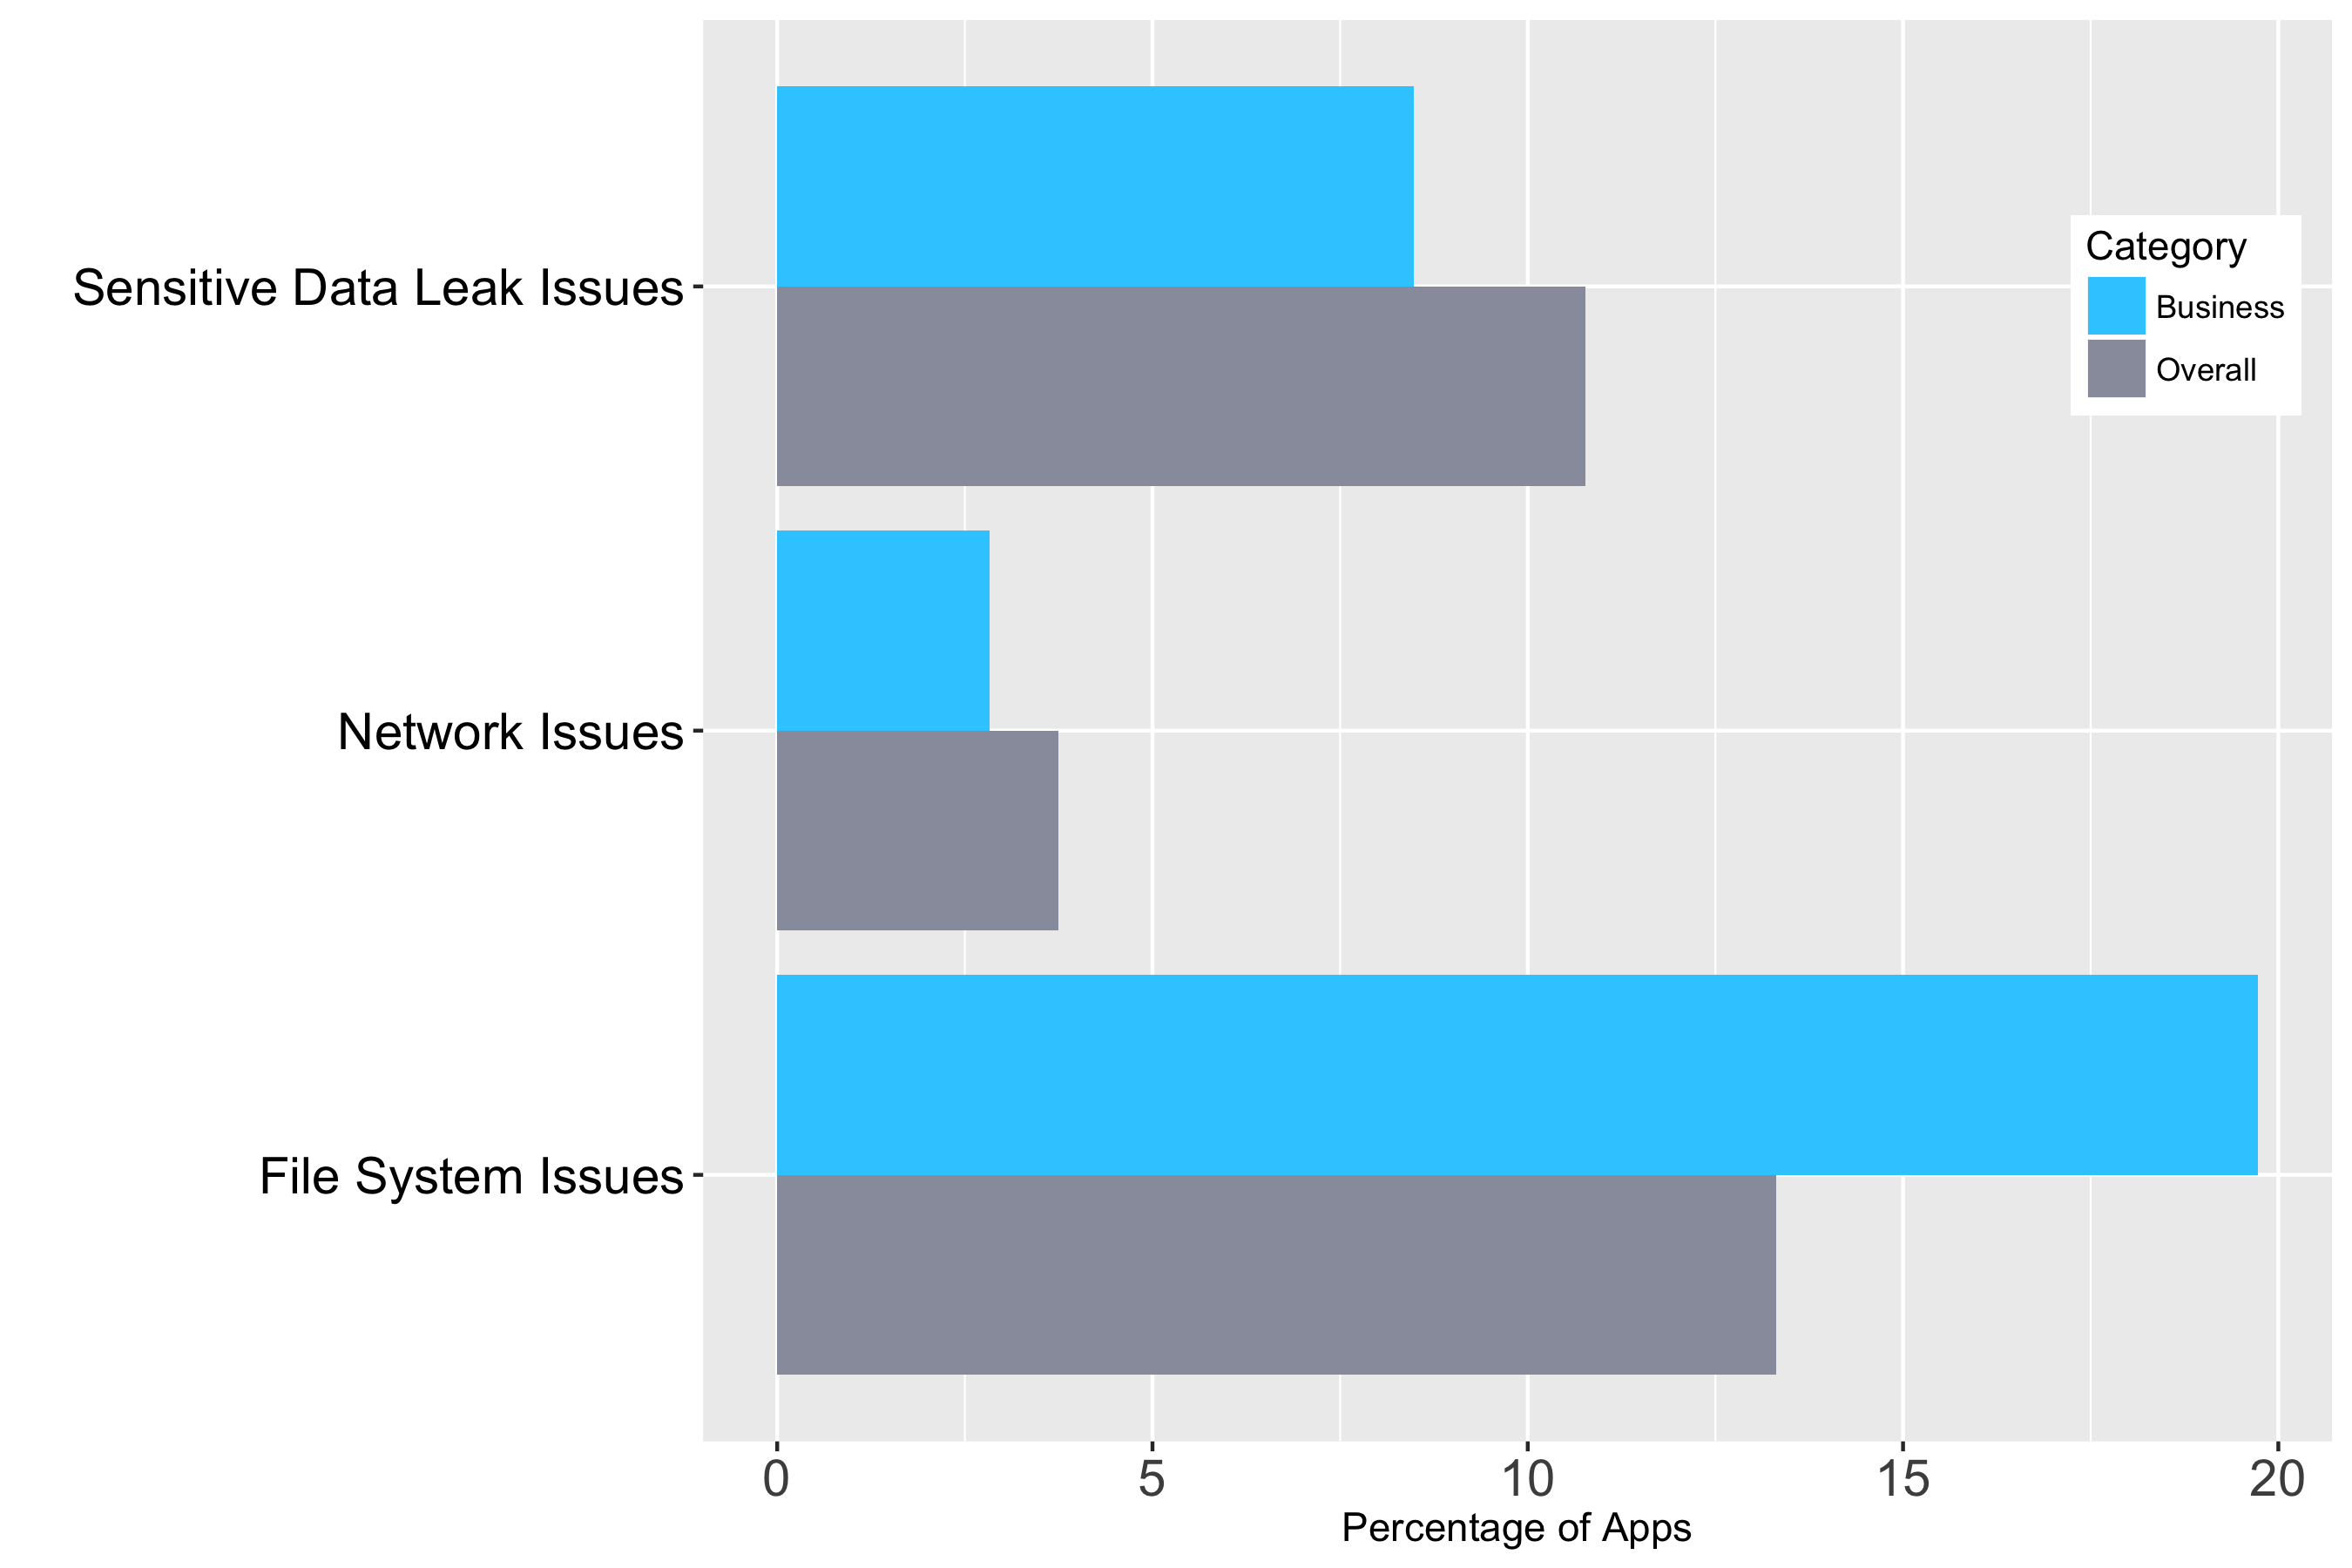 Sensitive Data Leak Issues
Category
Business
Overall
Network Issues
File System Issues
0 5 10 15 20
Percentage of Apps